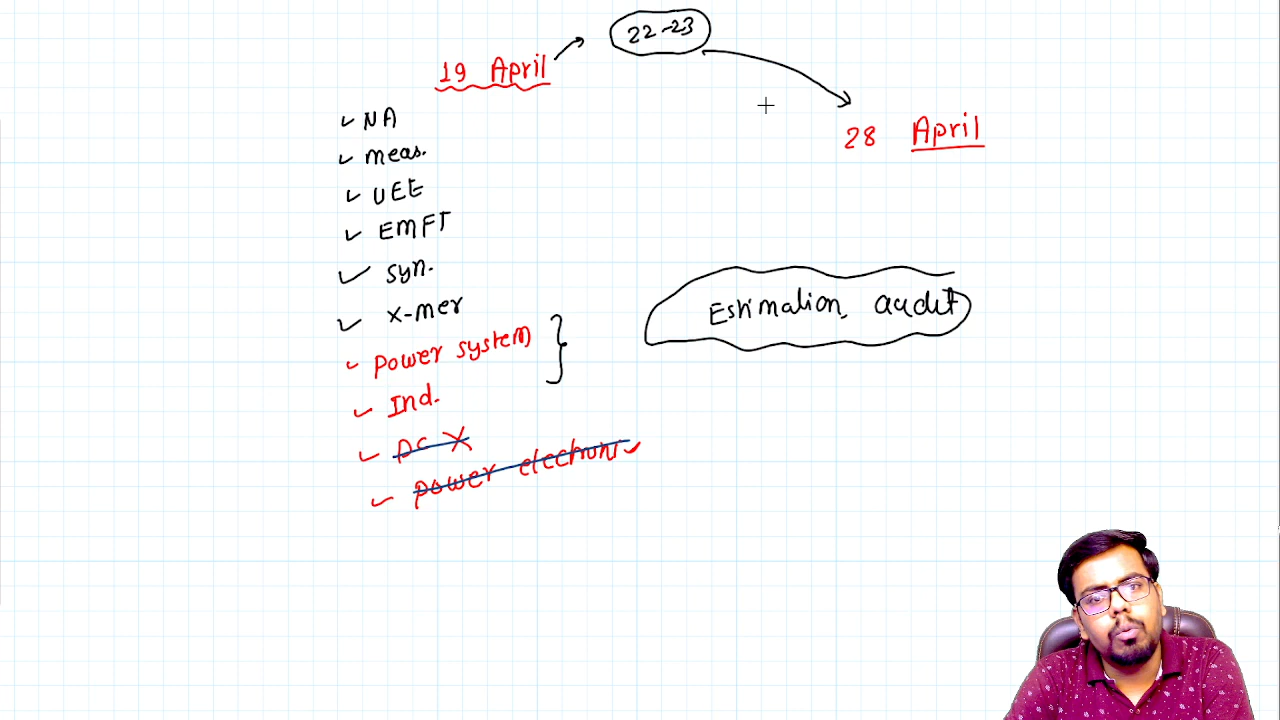 22-23
19 April
28 April
NA
meas.
UEE
EMFT
syn.
X-mer
Estimation, audit
power system
Ind.
DC X
power electroni